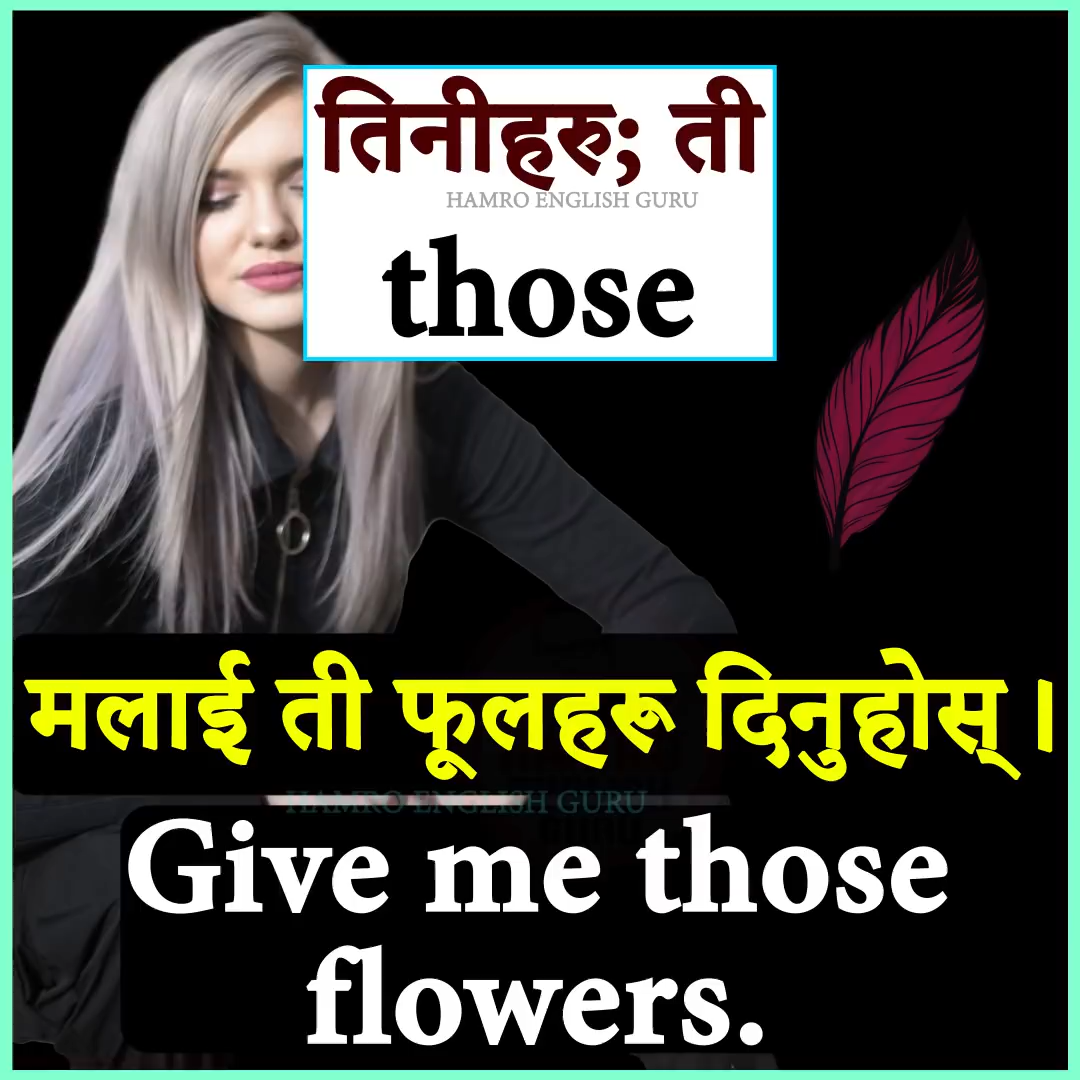 तिनीहरु; ती
HAMRO ENGLISH GURU
those
मलाई ती फूलहरू दिनुहोस् ।
HAMRO ENGLISH GURU
Give me those
flowers.